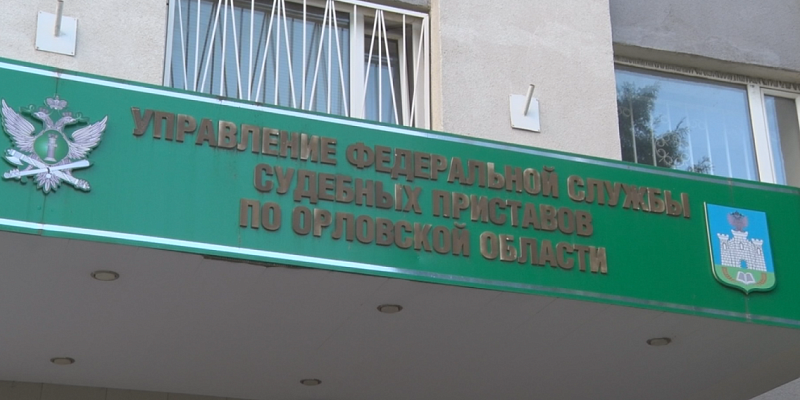 УПРАВЛЕНИЕ ФЕДЕРАЛЬНОЙ СЛУЖБЫ
СУДЕБНЫХ ПРИСТАВОВ
ПО ОРЛОВСКОЙ ОБЛАСТИ